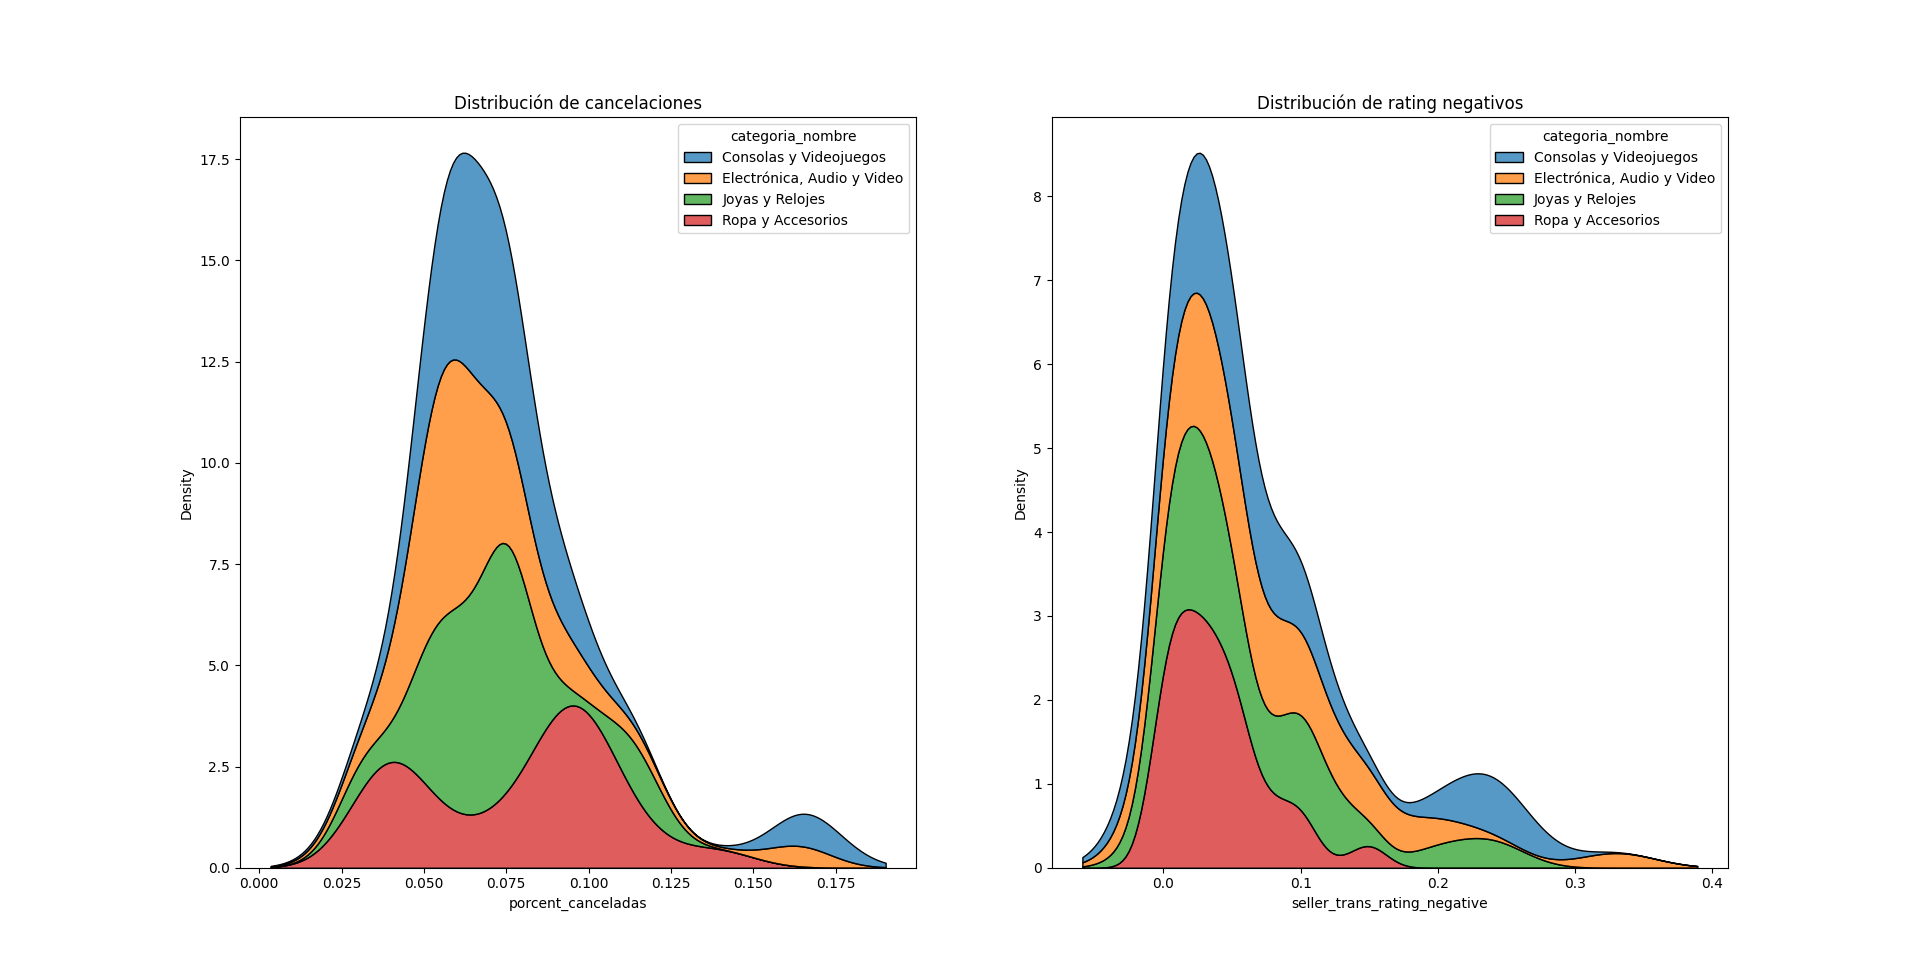 Distribución de cancelaciones
categoria_nombre
Consolas y Videojuegos
Electrónica, Audio y Video
Joyas y Relojes
Ropa y Accesorios
17.5
15.0
12.5
10.0
7.5
5.0
2.5
0.0
Density
0.000 0.025 0.050 0.075 0.100 0.125 0.150 0.175
porcent_canceladas
Distribución de rating negativos
categoria_nombre
Consolas y Videojuegos
Electrónica, Audio y Video
Joyas y Relojes
Ropa y Accesorios
8
7
6
5
4
3
2
1
0
Density
0.0 0.1 0.2 0.3 0.4
seller_trans_rating_negative